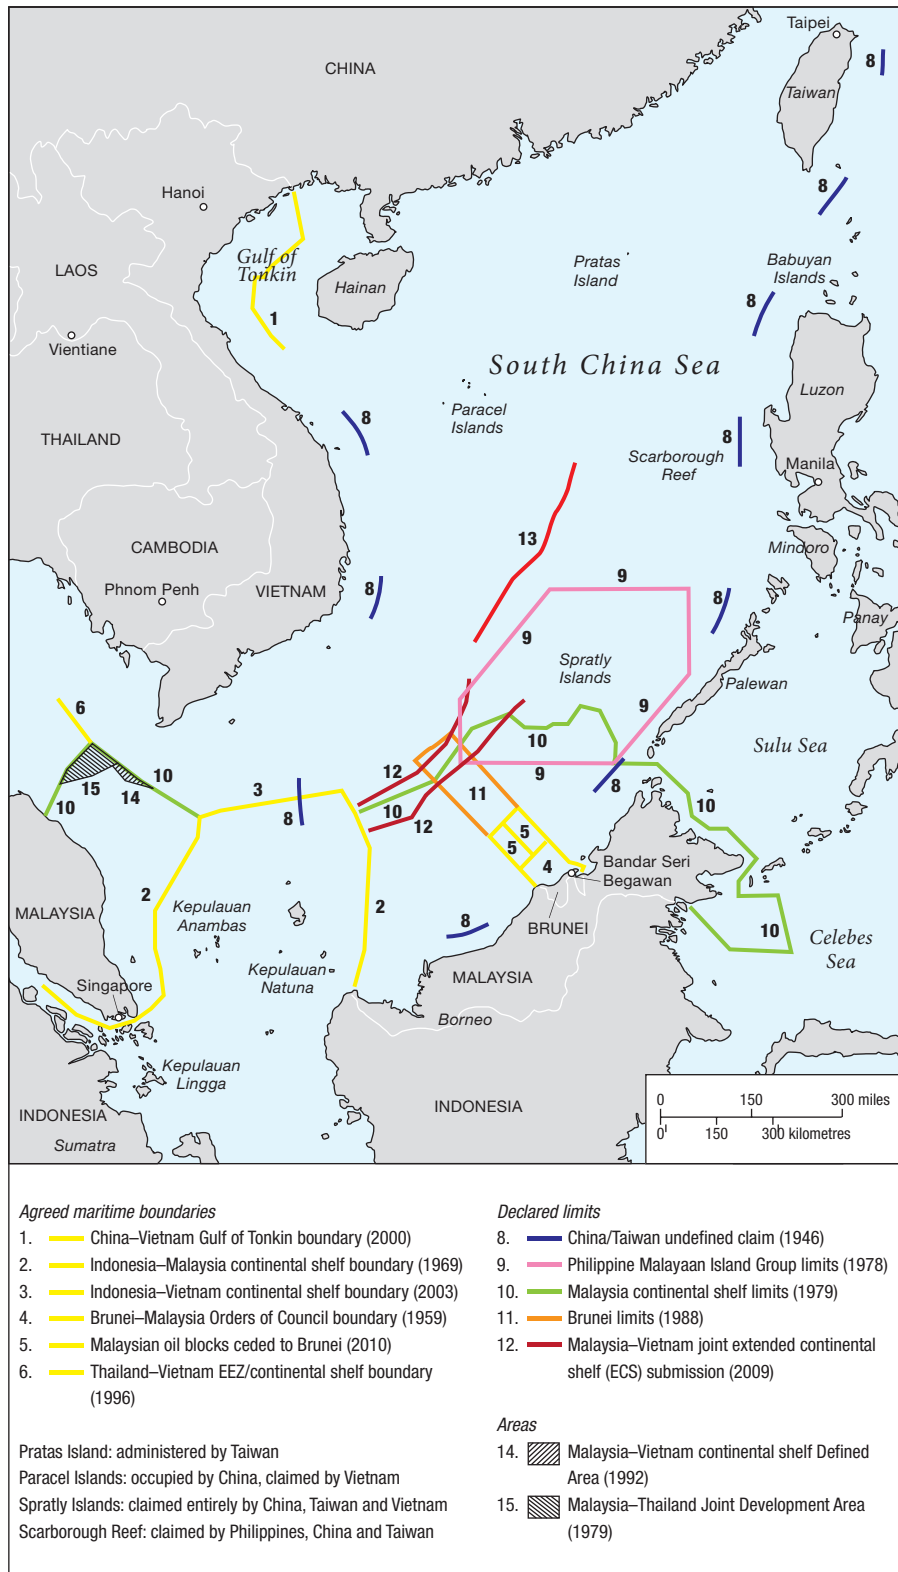 Taipei
CHINA
8
Taiwan
Hanoi
8
Gulf of
Tonkin
Pratas
Island
Babuyan
Islands
LAOS
Hainan
8
1
Vientiane
South China Sea
Luzon
8
Paracel
Islands
THAILAND
8
Scarborough
Reef
Manila
13
CAMBODIA
Mindoro
9
Phnom Penh
VIETNAM
8
8
Panay
9
Spratly
Islands
Palewan
6
9
10
Sulu Sea
10
12
9
15
14
3
11
8
10
10
10
8
12
5
5
4
Bandar Seri
Begawan
2
MALAYSIA
Kepulauan
Anambas
2
8
BRUNEI
10
Celebes
Sea
Kepulauan
Natuna
MALAYSIA
Singapore
Borneo
Kepulauan
Lingga
INDONESIA
INDONESIA
Sumatra
0 150 300 miles
0 150 300 kilometres
Agreed maritime boundaries
1. China–Vietnam Gulf of Tonkin boundary (2000)
2. Indonesia–Malaysia continental shelf boundary (1969)
3. Indonesia–Vietnam continental shelf boundary (2003)
4. Brunei–Malaysia Orders of Council boundary (1959)
5. Malaysian oil blocks ceded to Brunei (2010)
6. Thailand–Vietnam EEZ/continental shelf boundary
(1996)
Pratas Island: administered by Taiwan
Paracel Islands: occupied by China, claimed by Vietnam
Spratly Islands: claimed entirely by China, Taiwan and Vietnam
Scarborough Reef: claimed by Philippines, China and Taiwan
Declared limits
8. China/Taiwan undefined claim (1946)
9. Philippine Malayaan Island Group limits (1978)
10. Malaysia continental shelf limits (1979)
11. Brunei limits (1988)
12. Malaysia–Vietnam joint extended continental
shelf (ECS) submission (2009)
Areas
14. Malaysia–Vietnam continental shelf Defined
Area (1992)
15. Malaysia–Thailand Joint Development Area
(1979)